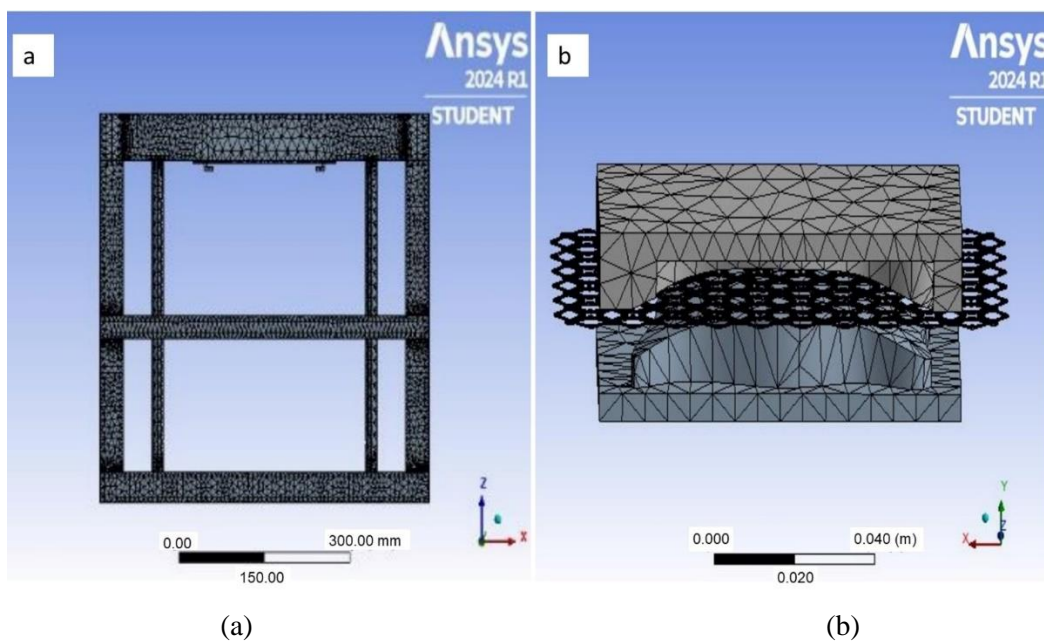 a
Ansys
2024 R1
STUDENT
Z
X
0.00 300.00 mm
150.00
b
Ansys
2024 R1
STUDENT
Y
Z
X
0.000 0.040 (m)
0.020
(a) (b)